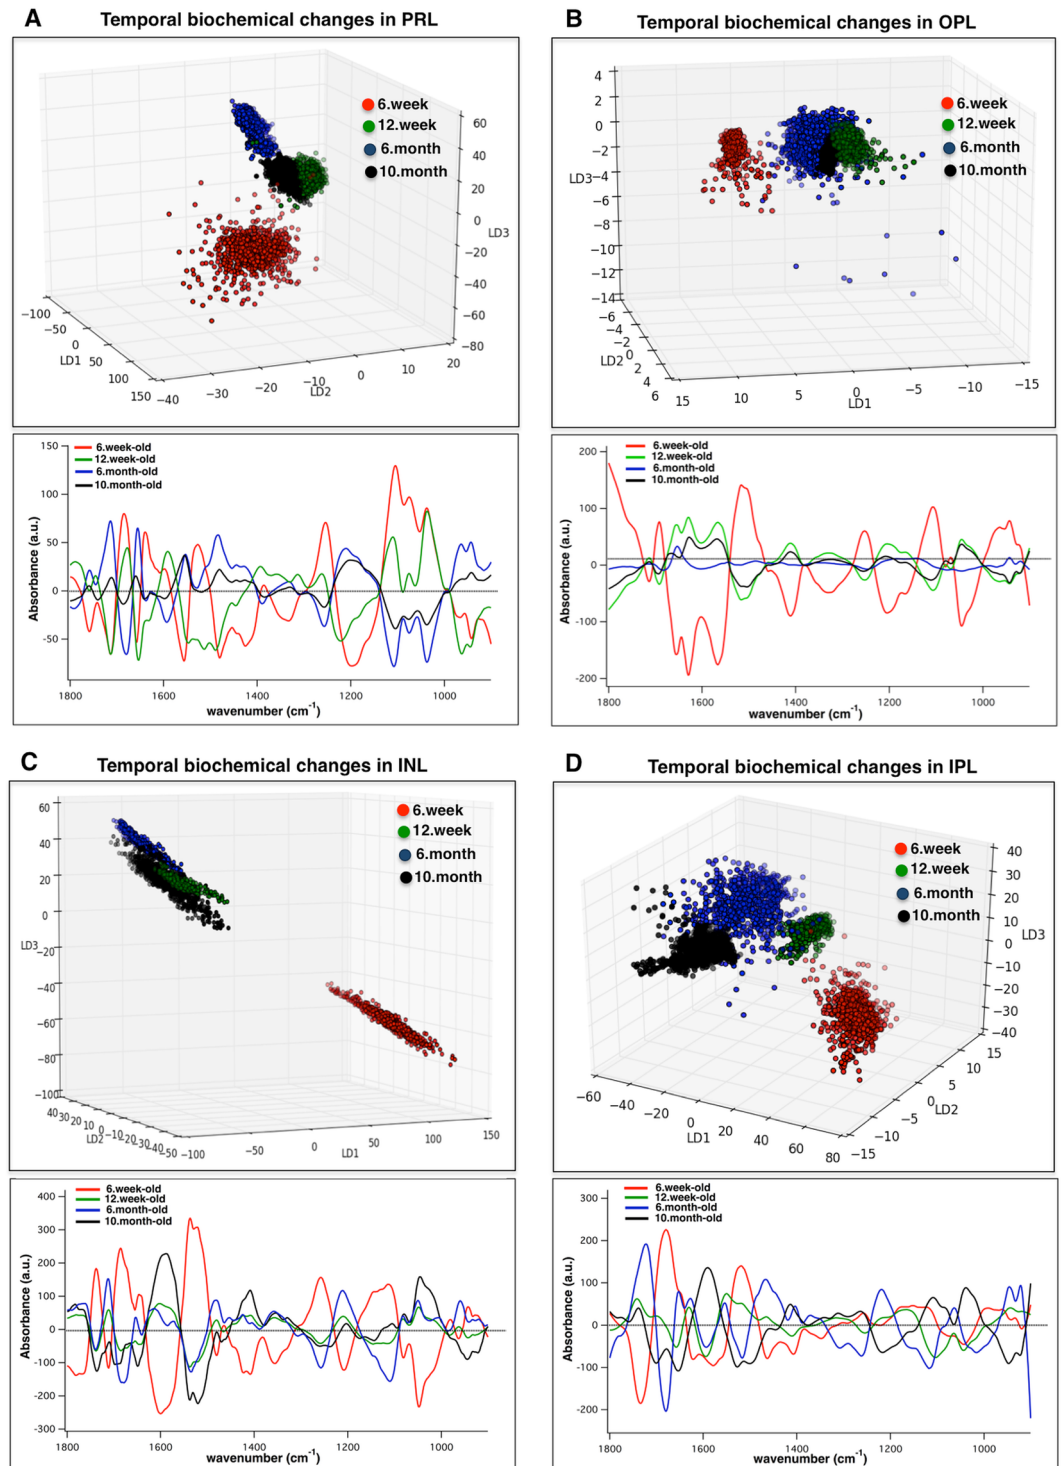 A
Temporal biochemical changes in PRL
6.week
12.week
6.month
10.month
60
40
20
0
LD3
-20
-40
-60
-80
-100
-50
0
LD1 50
100
150 -40
-30
-20
-10
LD2
0
10
20
150
100
50
0
-50
Absorbance (a.u.)
6.week-old
12.week-old
6.month-old
10.month-old
1800
1600
1400
1200
1000
wavenumber (cm-1)
B
Temporal biochemical changes in OPL
6.week
12.week
6.month
10.month
4
2
0
-2
LD3-4
-6
-8
-10
-12
-14
-6
-4
-2
LD2 0
2
4
6
15
10
5
0
LD1
-5
-10
-15
200
100
0
-100
-200
Absorbance (a.u.)
6.week-old
12.week-old
6.month-old
10.month-old
1800
1600
1400
1200
1000
wavenumber (cm-1)
C
Temporal biochemical changes in INL
6.week
12.week
6.month
10.month
60
40
20
0
LD3
-20
-40
-60
-80
-100
40
30
20
10
0
LD2
-10
-20
-30
-40
-50
-100
-50
0
LD1
50
100
150
400
300
200
100
0
-100
-200
-300
Absorbance (a.u.)
6.week-old
12.week-old
6.month-old
10.month-old
1800
1600
1400
1200
1000
wavenumber (cm-1)
D
Temporal biochemical changes in IPL
6.week
12.week
6.month
10.month
40
30
20
10
LD3
0
-10
-20
-30
-40
-60
-40
-20
0
LD1
20
40
60
80
-15
-10
-5
0
LD2
5
10
15
300
200
100
0
-100
-200
Absorbance (a.u.)
6.week-old
12.week-old
6.month-old
10.month-old
1800
1600
1400
1200
1000
wavenumber (cm-1)